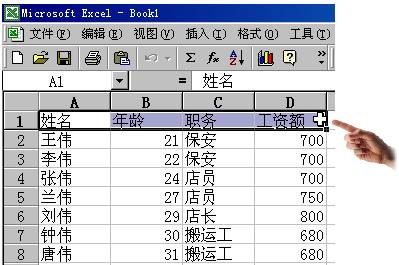 Microsoft Excel - Book1
文件(F) 编辑(E) 视图(V) 插入(I) 格式(O) 工具(T)
Σ fx A Z ? »
A1 = 姓名
A B C D
1 姓名 年龄 职务 工资额
2 王伟 21 保安 700
3 李伟 22 保安 700
4 张伟 24 店员 700
5 兰伟 27 店员 750
6 刘伟 29 店长 800
7 钟伟 30 搬运工 680
8 唐伟 31 搬运工 680